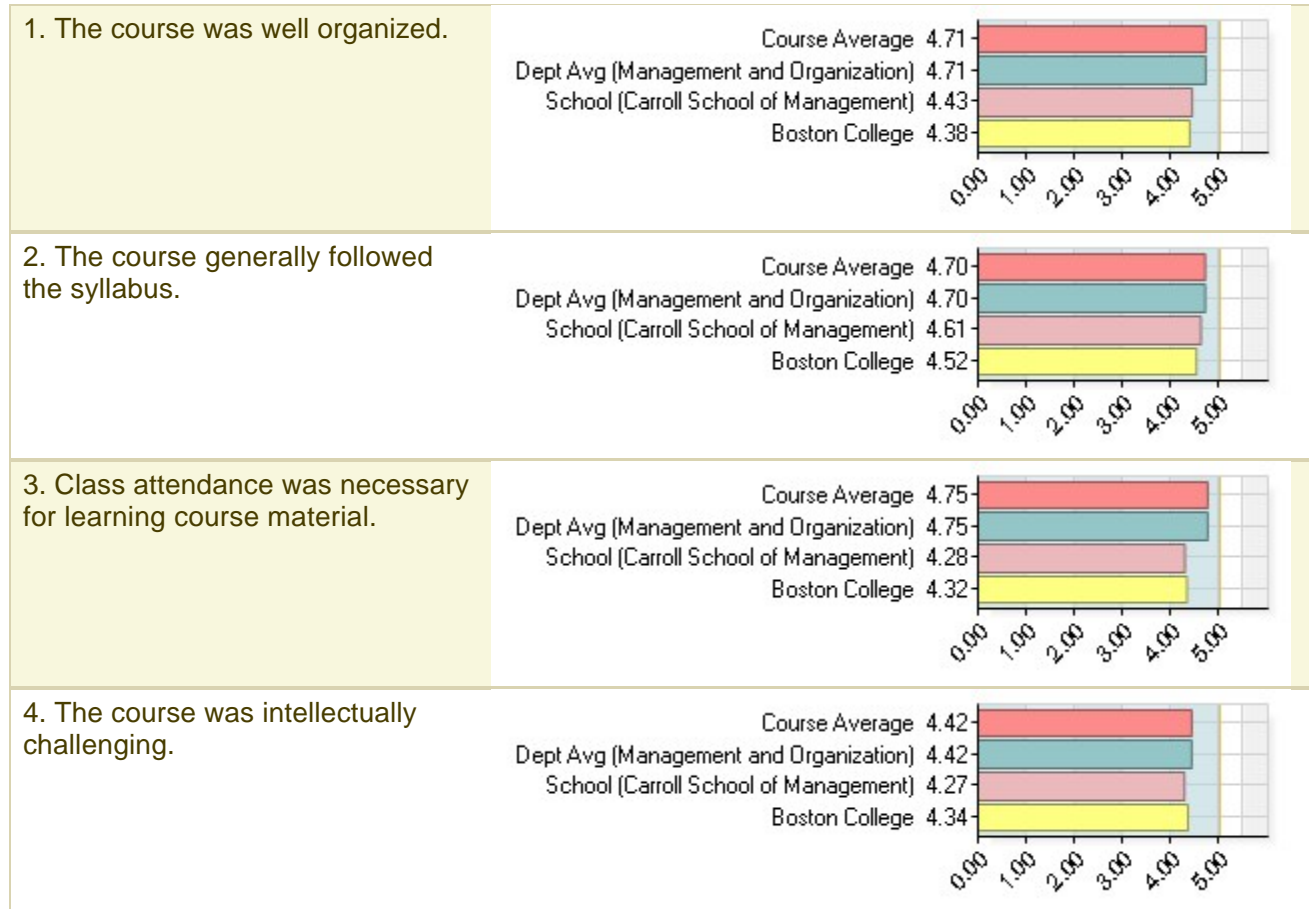 1. The course was well organized.
Course Average 4.71
Dept Avg (Management and Organization) 4.71
School (Carroll School of Management) 4.43
Boston College 4.38
0.00 1.00 2.00 3.00 4.00 5.00
2. The course generally followed
the syllabus.
Course Average 4.70
Dept Avg (Management and Organization) 4.70
School (Carroll School of Management) 4.61
Boston College 4.52
0.00 1.00 2.00 3.00 4.00 5.00
3. Class attendance was necessary
for learning course material.
Course Average 4.75
Dept Avg (Management and Organization) 4.75
School (Carroll School of Management) 4.28
Boston College 4.32
0.00 1.00 2.00 3.00 4.00 5.00
4. The course was intellectually
challenging.
Course Average 4.42
Dept Avg (Management and Organization) 4.42
School (Carroll School of Management) 4.27
Boston College 4.34
0.00 1.00 2.00 3.00 4.00 5.00